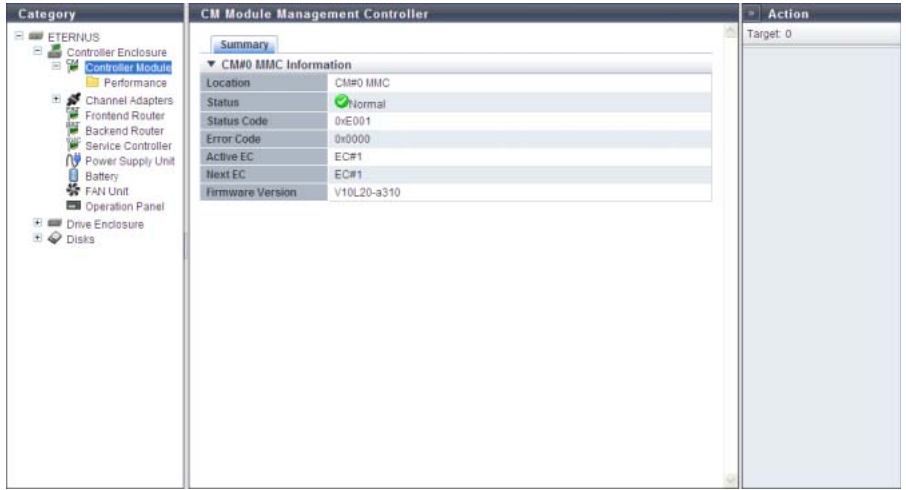 Category
ETERNUS
Controller Enclosure
Controller Module
Performance
Channel Adapters
Frontend Router
Backend Router
Service Controller
Power Supply Unit
Battery
FAN Unit
Operation Panel
Drive Enclosure
Disks
CM Module Management Controller
Summary
CM#0 MMC Information
Location CM#0 MMC
Status Normal
Status Code 0xE001
Error Code 0x0000
Active EC EC#1
Next EC EC#1
Firmware Version V10L20-a310
» Action
Target: 0